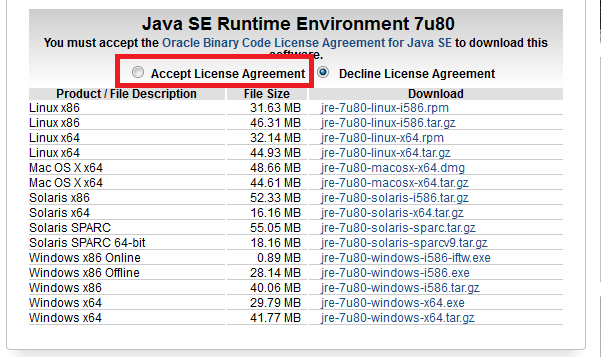 Java SE Runtime Environment 7u80
You must accept the Oracle Binary Code License Agreement for Java SE to download this
software.
Accept License Agreement Decline License Agreement
Product / File Description File Size Download
Linux x86 31.63 MB jre-7u80-linux-i586.rpm
Linux x86 46.31 MB jre-7u80-linux-i586.tar.gz
Linux x64 32.14 MB jre-7u80-linux-x64.rpm
Linux x64 44.93 MB jre-7u80-linux-x64.tar.gz
Mac OS X x64 48.66 MB jre-7u80-macosx-x64.dmg
Mac OS X x64 44.61 MB jre-7u80-macosx-x64.tar.gz
Solaris x86 52.33 MB jre-7u80-solaris-i586.tar.gz
Solaris x64 16.16 MB jre-7u80-solaris-x64.tar.gz
Solaris SPARC 55.05 MB jre-7u80-solaris-sparc.tar.gz
Solaris SPARC 64-bit 18.16 MB jre-7u80-solaris-sparcv9.tar.gz
Windows x86 Online 0.89 MB jre-7u80-windows-i586-iftw.exe
Windows x86 Offline 28.14 MB jre-7u80-windows-i586.exe
Windows x86 40.06 MB jre-7u80-windows-i586.tar.gz
Windows x64 29.79 MB jre-7u80-windows-x64.exe
Windows x64 41.77 MB jre-7u80-windows-x64.tar.gz